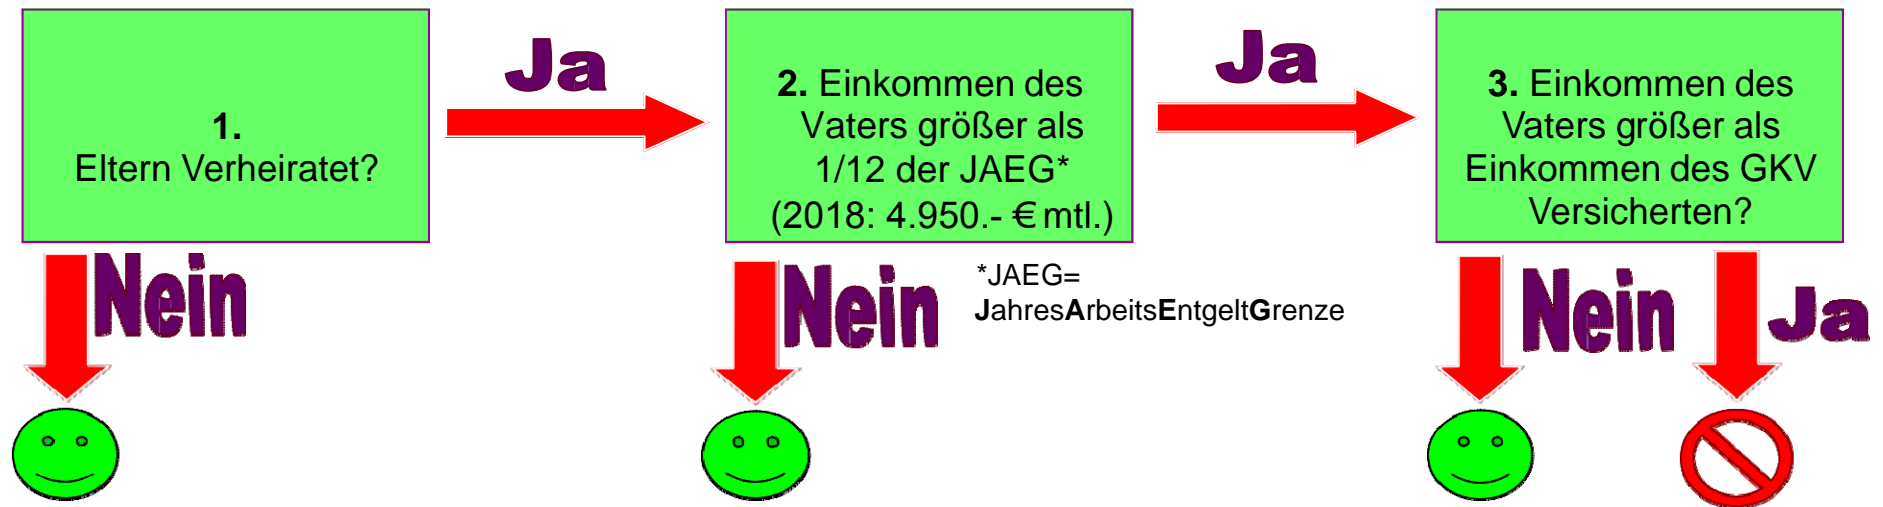 1.
Eltern Verheiratet?
Ja
2. Einkommen des
Vaters größer als
1/12 der JAEG*
(2018: 4.950.- € mtl.)
Ja
3. Einkommen des
Vaters größer als
Einkommen des GKV
Versicherten?
Nein
Nein
*JAEG=
JahresArbeitsEntgeltGrenze
Nein
Ja